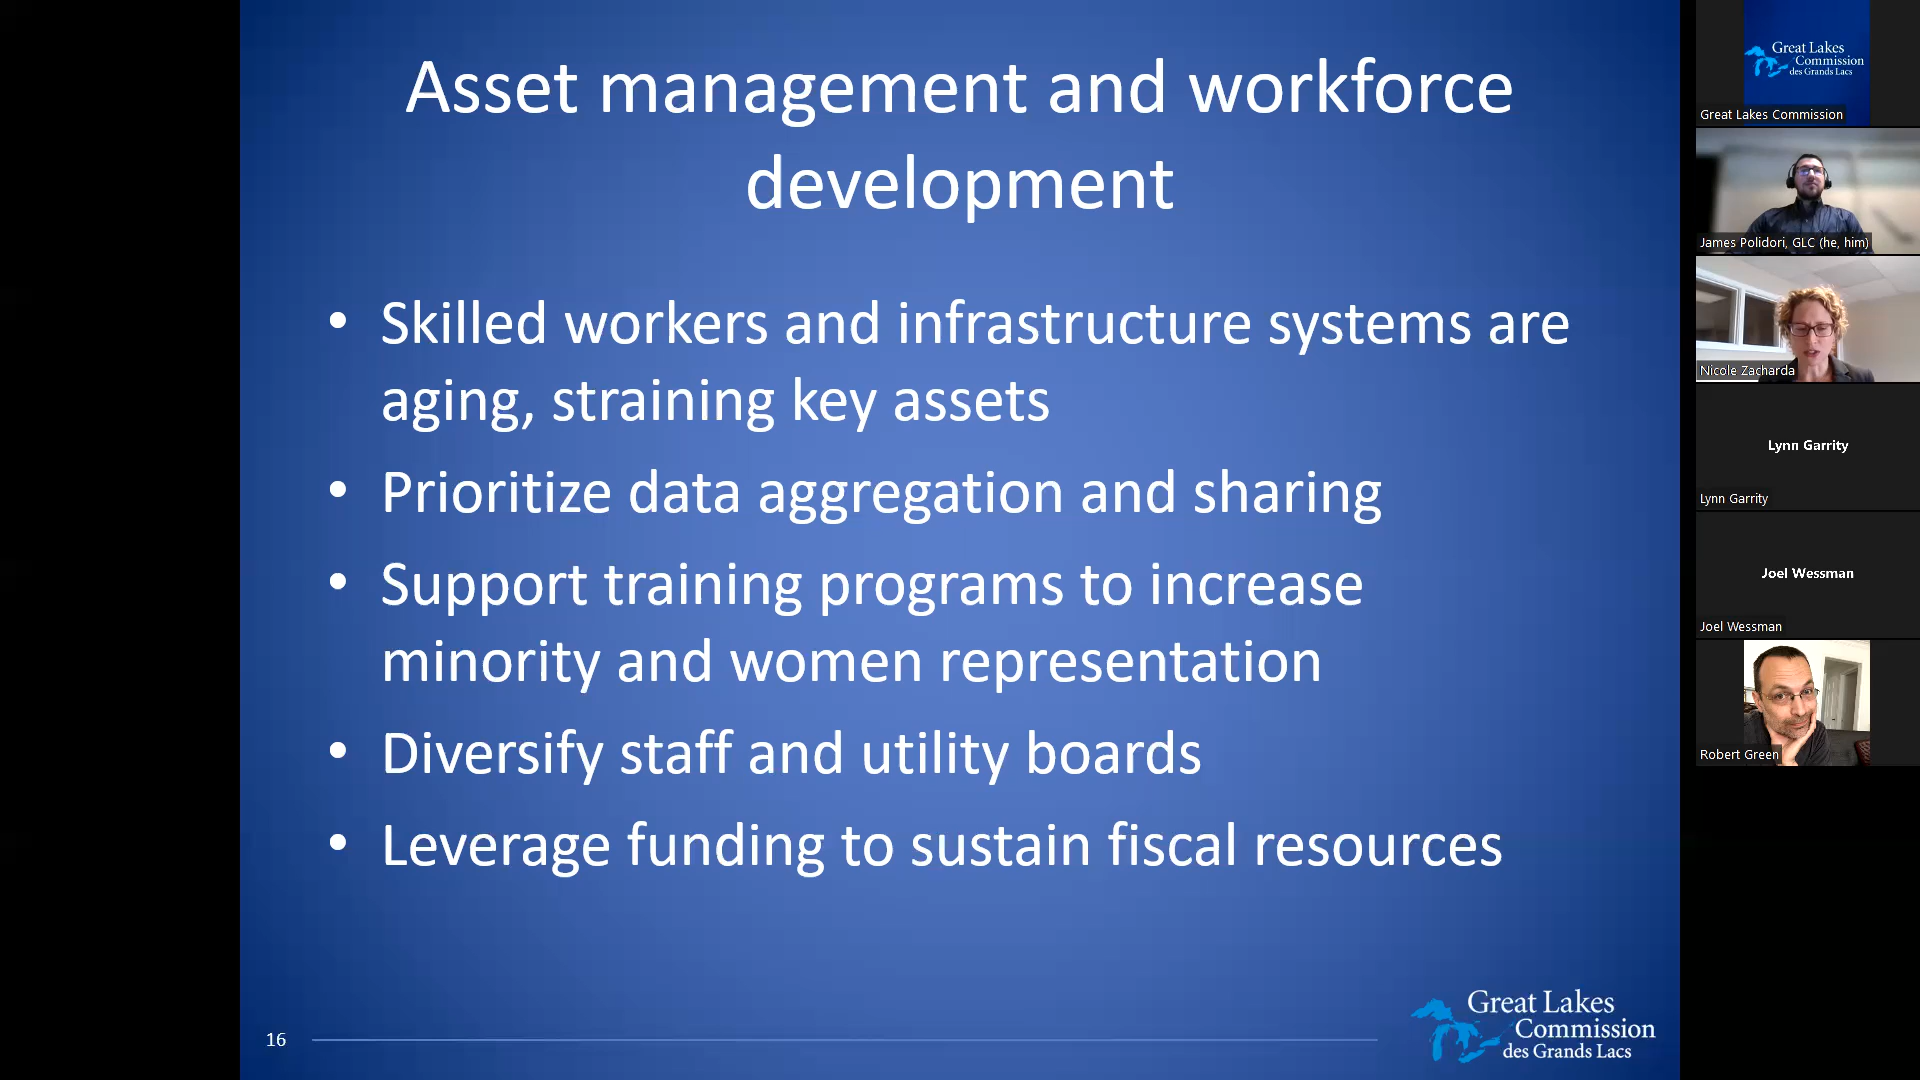 Asset management and workforce
development
• Skilled workers and infrastructure systems are
aging, straining key assets
• Prioritize data aggregation and sharing
• Support training programs to increase
minority and women representation
• Diversify staff and utility boards
• Leverage funding to sustain fiscal resources
16
Great Lakes
Commission
des Grands Lacs
Great Lakes
Commission
des Grands Lacs
Great Lakes Commission
James Polidori, GLC (he, him)
Nicole Zacharda
Lynn Garrity
Lynn Garrity
Joel Wessman
Joel Wessman
Robert Green